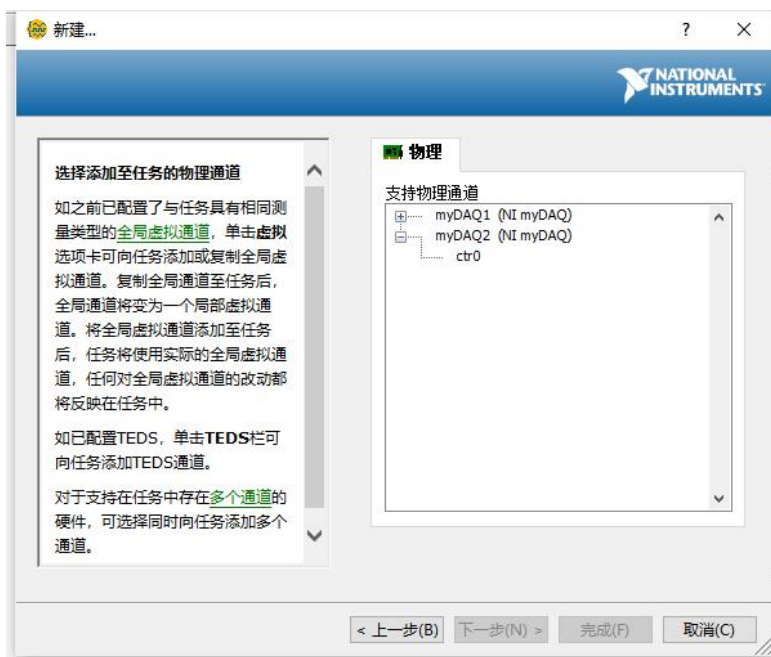 新建...
NATIONAL
INSTRUMENTS
选择添加至任务的物理通道
如之前已配置了与任务具有相同测
量类型的全局虚拟通道，单击虚拟
选项卡可向任务添加或复制全局虚
拟通道。复制全局通道至任务后，
全局通道将变为一个局部虚拟通
道。将全局虚拟通道添加至任务
后，任务将使用实际的全局虚拟通
道，任何对全局虚拟通道的改动都
将反映在任务中。
如已配置TEDS，单击TEDS栏可
向任务添加TEDS通道。
对于支持在任务中存在多个通道的
硬件，可选择同时向任务添加多个
通道。
物理
支持物理通道
myDAQ1 (NI myDAQ)
myDAQ2 (NI myDAQ)
ctr0
< 上一步(B) 下一步(N) > 完成(F) 取消(C)